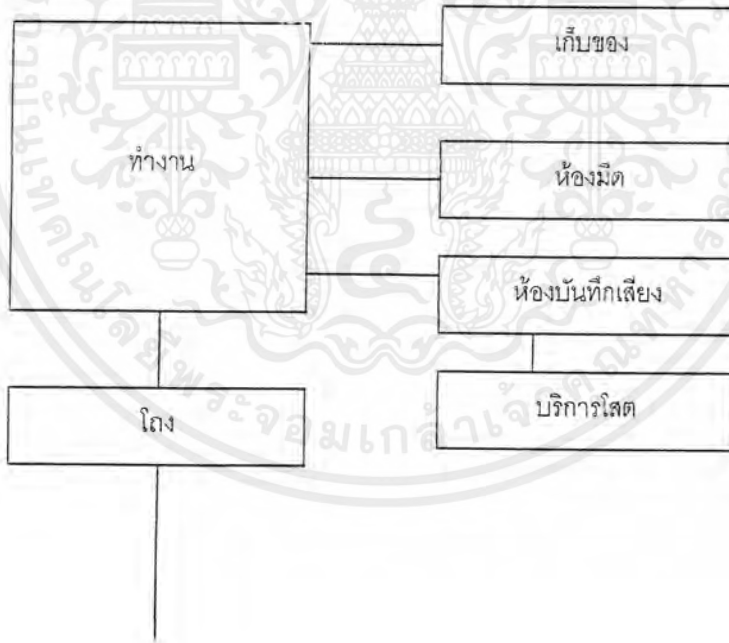 เก็บของ
ทำงาน
ห้องมืด
ห้องบันทึกเสียง
โถง
บริการโสต